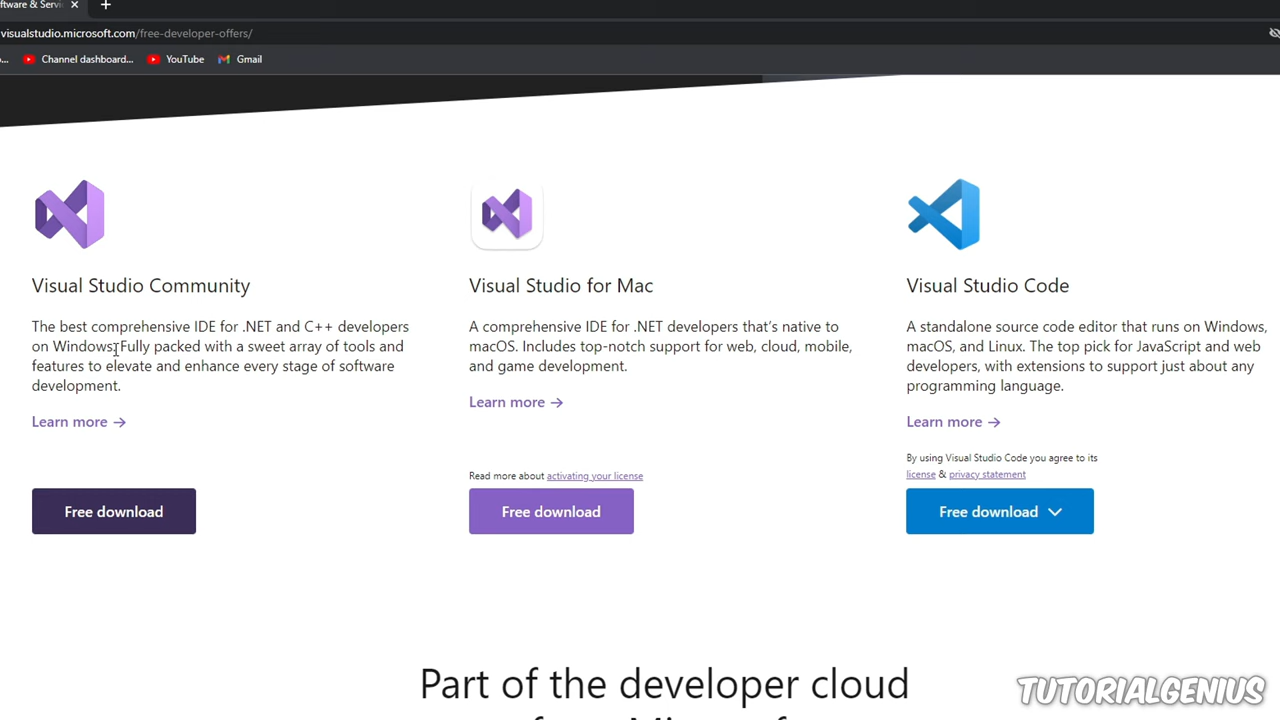 ftware & Servi
visualstudio.microsoft.com/free-developer-offers/
Channel dashboard... YouTube Gmail
Visual Studio Community
The best comprehensive IDE for .NET and C++ developers
on Windows. Fully packed with a sweet array of tools and
features to elevate and enhance every stage of software
development.
Learn more →
Free download
Visual Studio for Mac
A comprehensive IDE for .NET developers that's native to
macOS. Includes top-notch support for web, cloud, mobile,
and game development.
Learn more →
Read more about activating your license
Free download
Visual Studio Code
A standalone source code editor that runs on Windows,
macOS, and Linux. The top pick for JavaScript and web
developers, with extensions to support just about any
programming language.
Learn more →
By using Visual Studio Code you agree to its
license & privacy statement
Free download
Part of the developer cloud
TUTORIALGENIUS